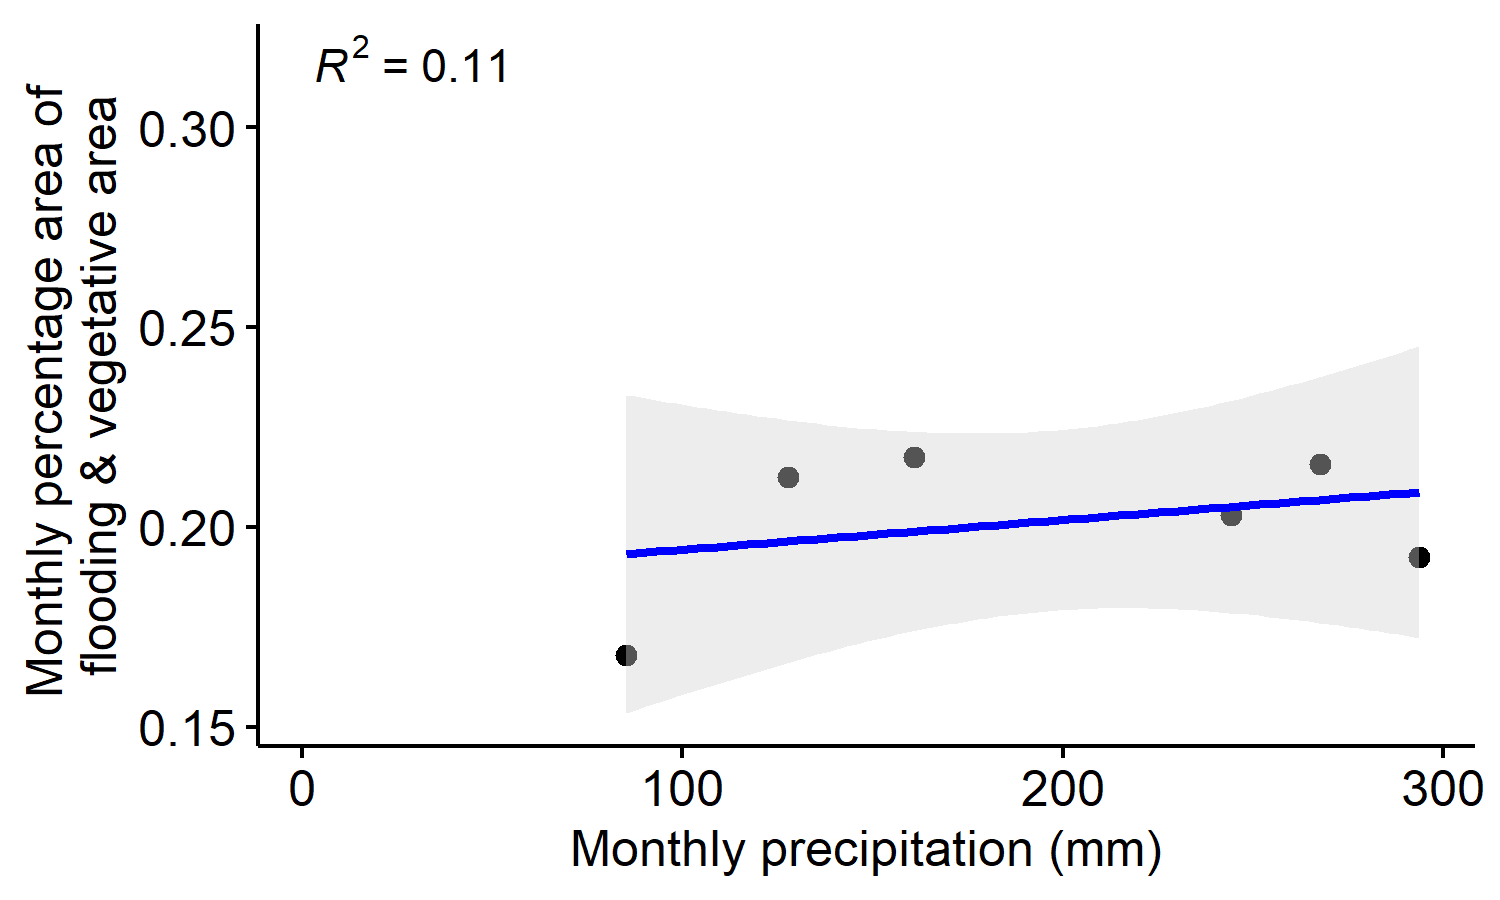 R² = 0.11
Monthly percentage area of
flooding & vegetative area
0.30
0.25
0.20
0.15
0
100
200
300
Monthly precipitation (mm)